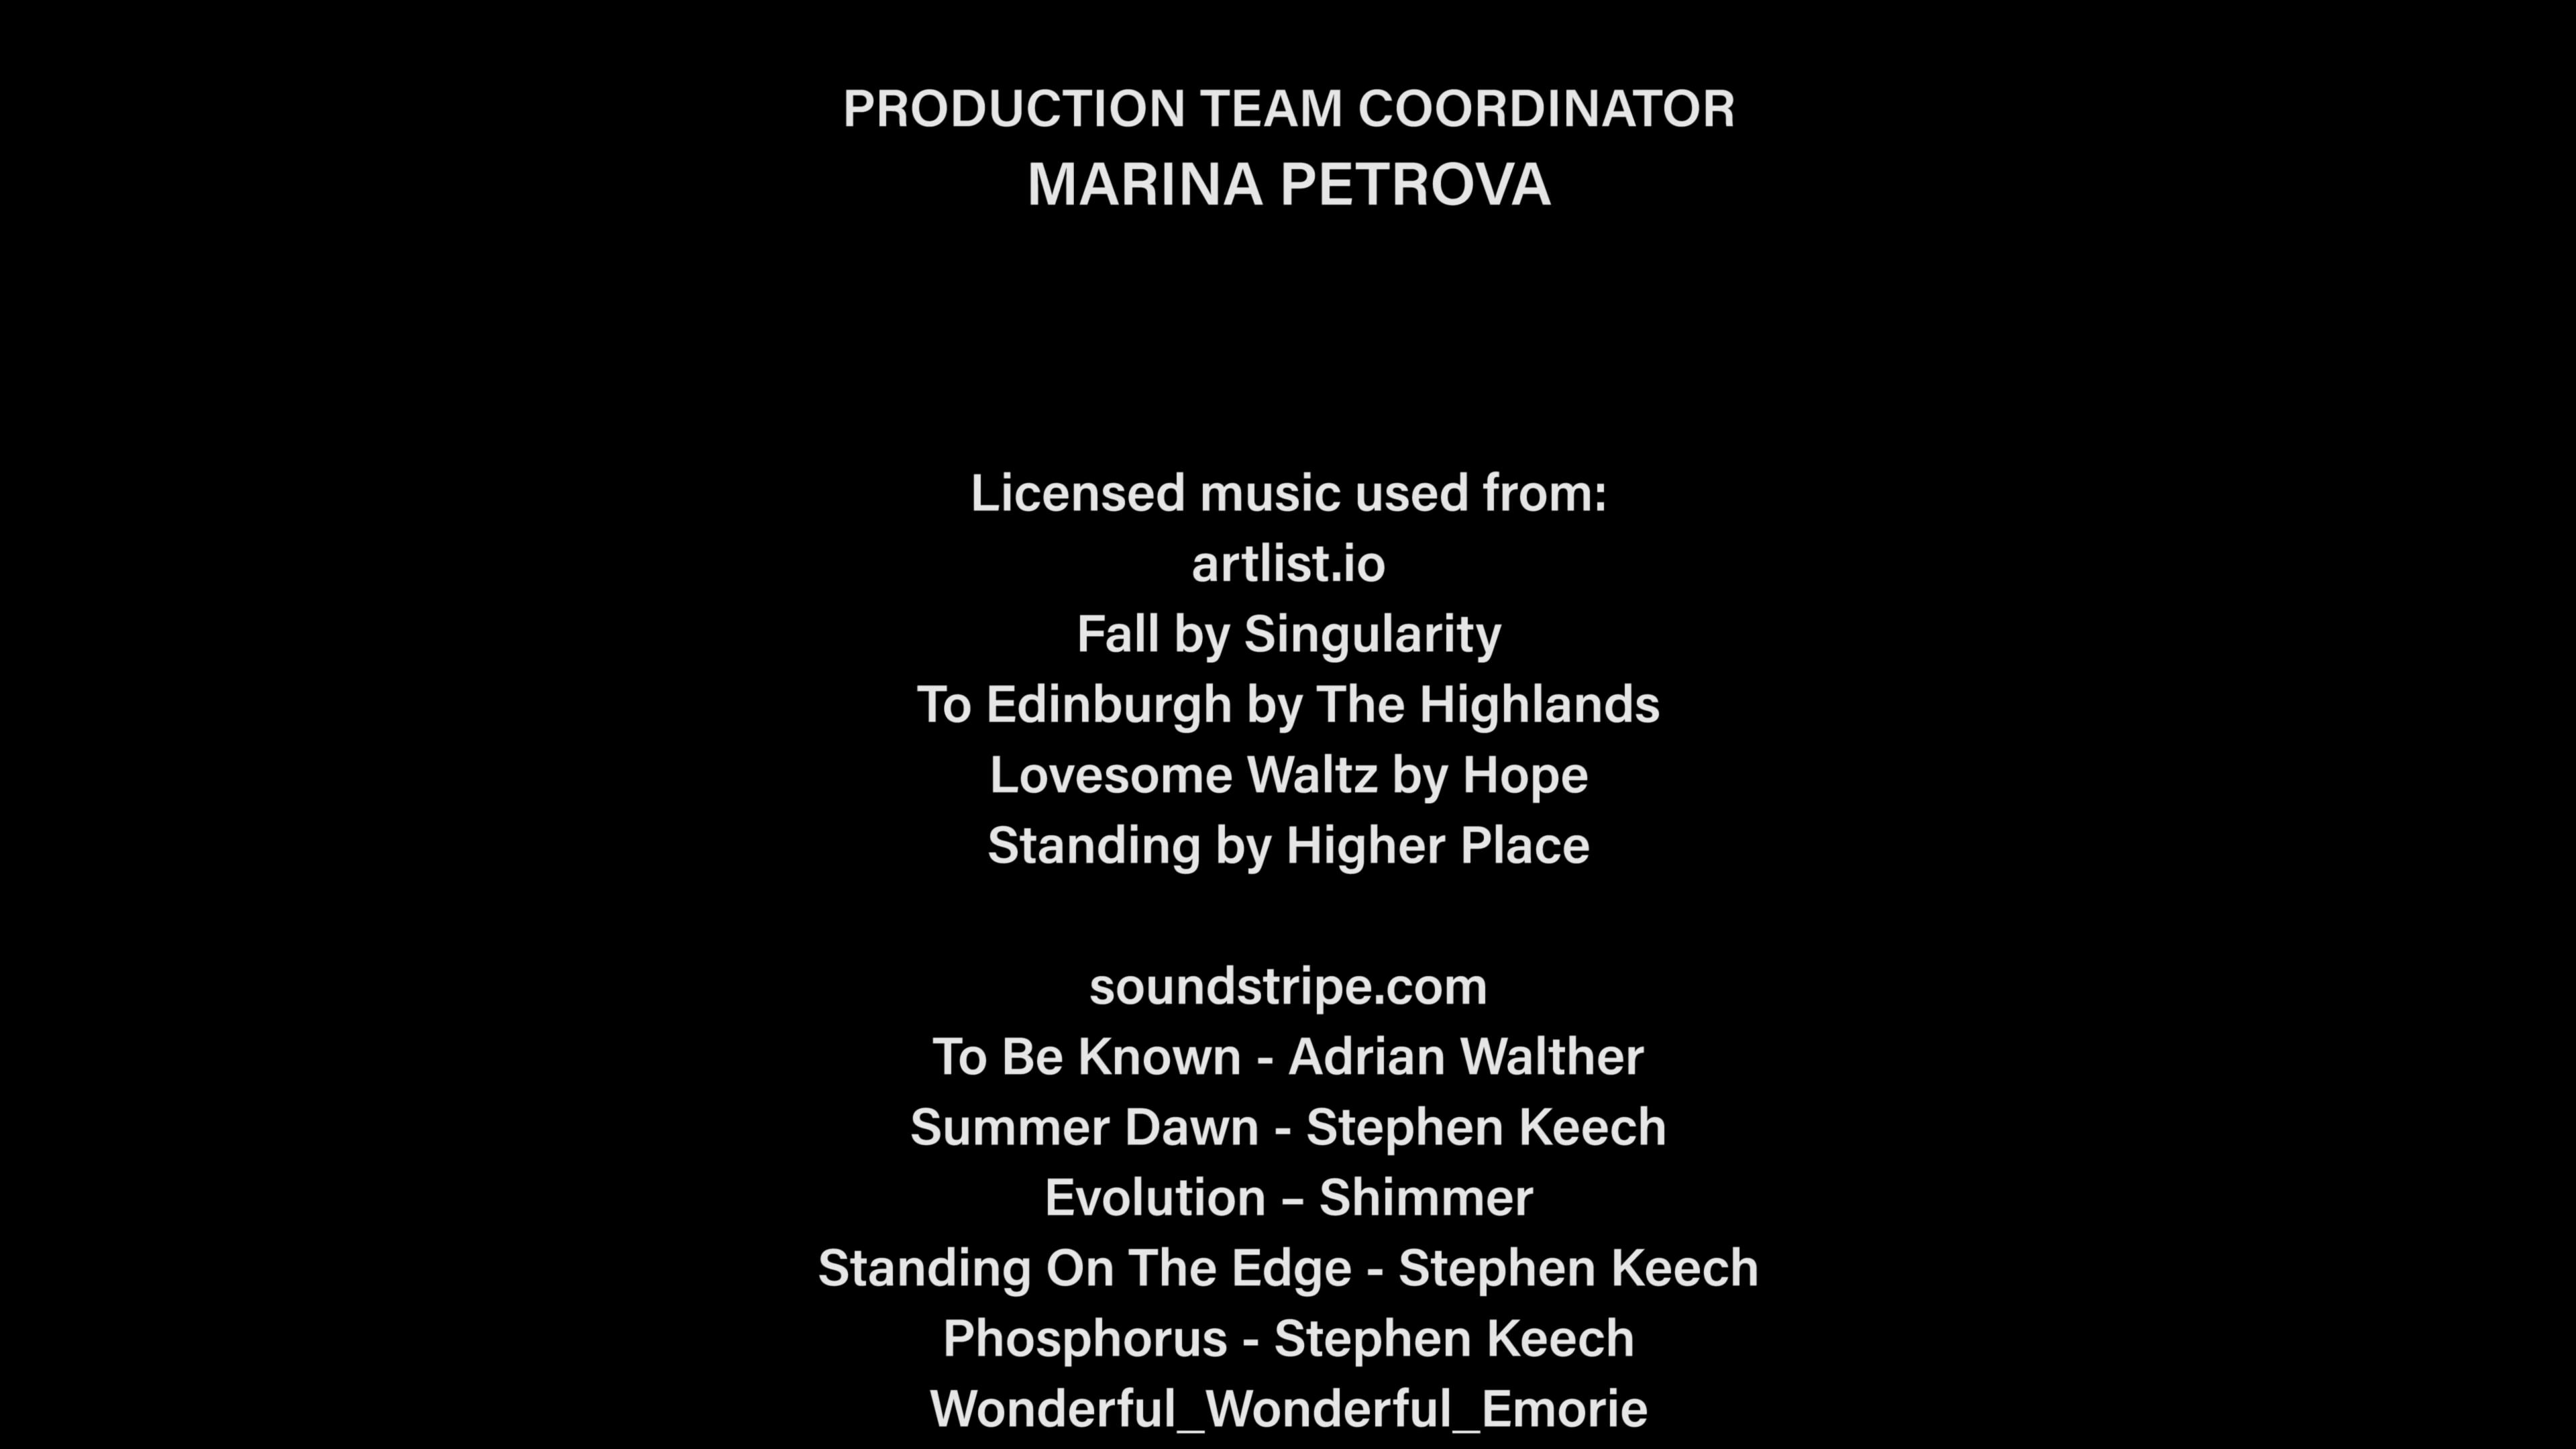 PRODUCTION TEAM COORDINATOR
MARINA PETROVA
Licensed music used from:
artlist.io
Fall by Singularity
To Edinburgh by The Highlands
Lovesome Waltz by Hope
Standing by Higher Place
soundstripe.com
To Be Known - Adrian Walther
Summer Dawn - Stephen Keech
Evolution – Shimmer
Standing On The Edge - Stephen Keech
Phosphorus - Stephen Keech
Wonderful_Wonderful_Emorie